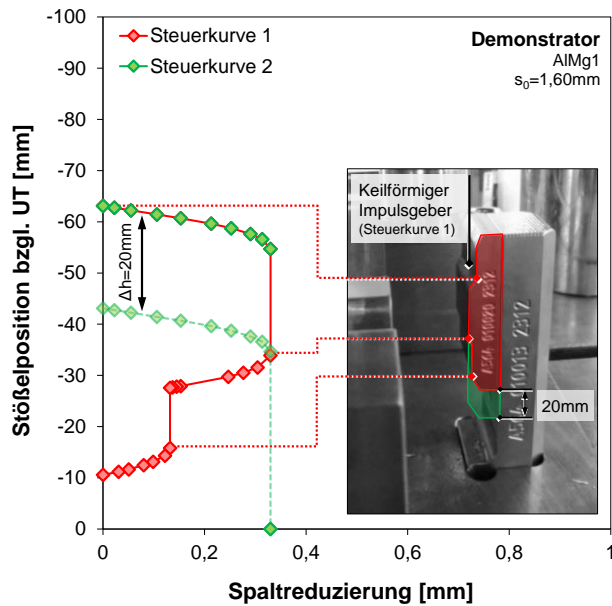 Stößelposition bzgl. UT [mm]
-100
-90
-80
-70
-60
-50
-40
-30
-20
-10
0
Steuerkurve 1
Steuerkurve 2
Demonstrator
AlMg1
s₀=1,60mm
Δh=20mm
Keilförmiger
Impulsgeber
(Steuerkurve 1)
2312
20mm
0
0,2
0,4
0,6
0,8
1
Spaltreduzierung [mm]